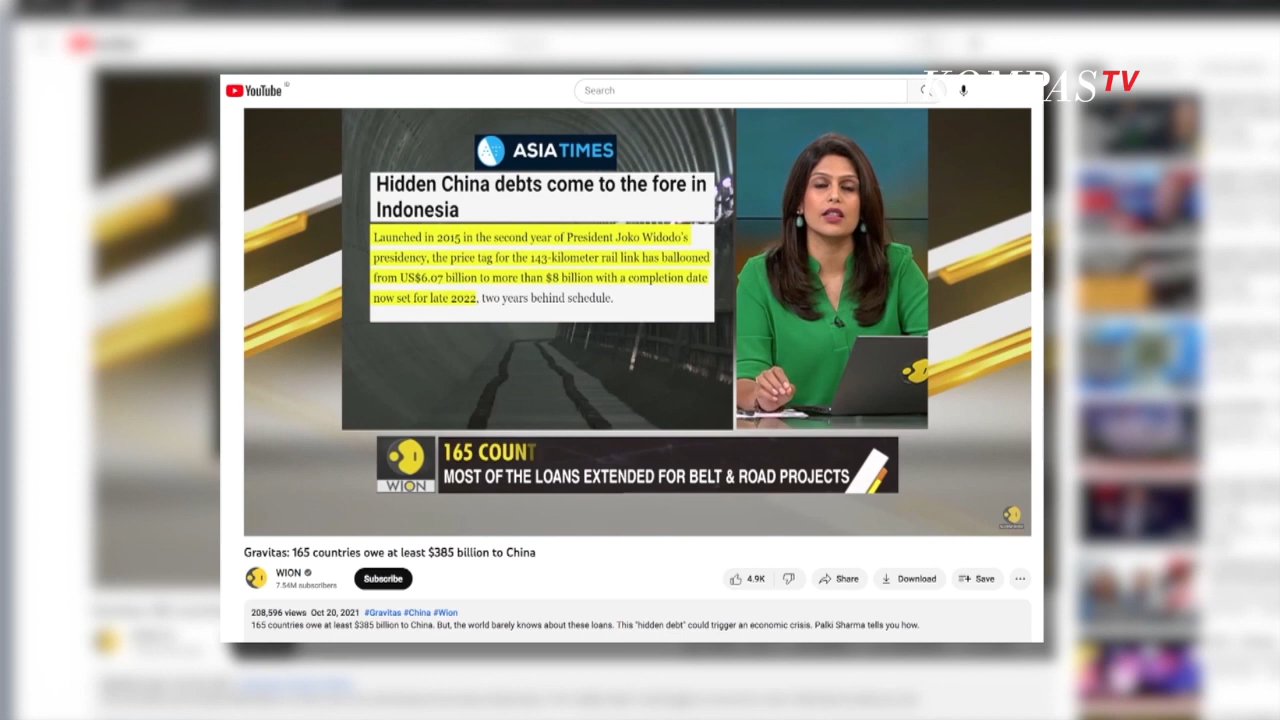 KOMPASTV
YouTube
Search
ASIATIMES
Hidden China debts come to the fore in
Indonesia
Launched in 2015 in the second year of President Joko Widodo's
presidency, the price tag for the 143-kilometer rail link has ballooned
from US$6.07 billion to more than $8 billion with a completion date
now set for late 2022, two years behind schedule.
165 COUNT
WION
MOST OF THE LOANS EXTENDED FOR BELT & ROAD PROJECTS
Gravitas: 165 countries owe at least $385 billion to China
WION
7.54M subscribers
Subscribe
4.9K
Share
Download
Save
208,596 views Oct 20, 2021 #Gravitas #China #Wion
165 countries owe at least $385 billion to China. But, the world barely knows about these loans. This "hidden debt" could trigger an economic crisis. Palki Sharma tells you how.